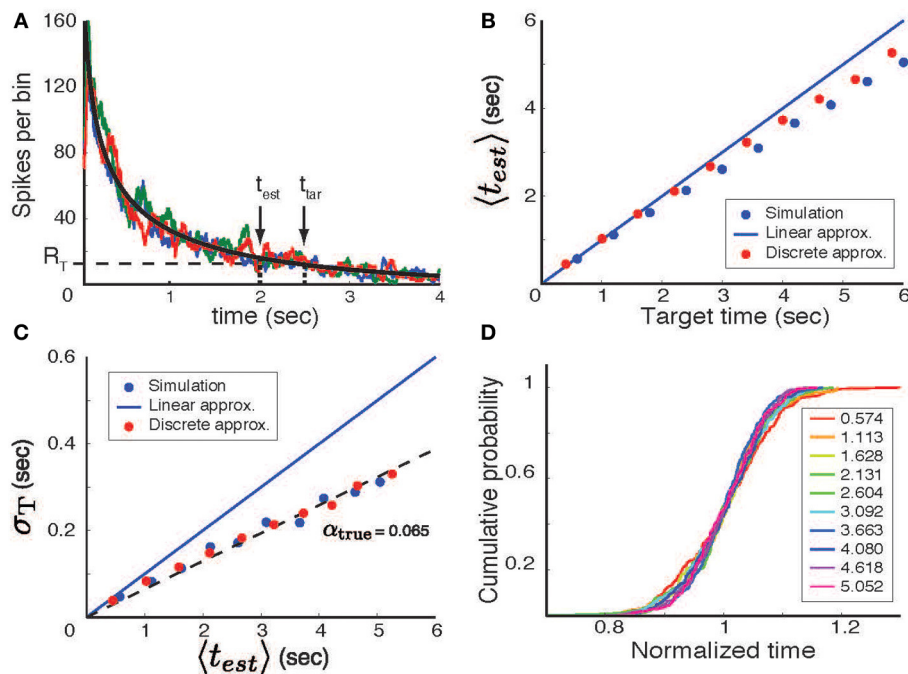 A
160
120
80
40
R_T
0
Spikes per bin
t_est
t_tar
1
2
3
4
time (sec)
B
6
4
2
0
⟨t_est⟩ (sec)
Simulation
Linear approx.
Discrete approx.
1
2
3
4
5
6
Target time (sec)
C
0.6
0.4
0.2
0
σ_T (sec)
Simulation
Linear approx.
Discrete approx.
α_true = 0.065
1
2
3
4
5
6
⟨t_est⟩ (sec)
D
1
0.6
0.2
Cumulative probability
0.574
1.113
1.628
2.131
2.604
3.092
3.663
4.080
4.618
5.052
0.8
1
1.2
Normalized time